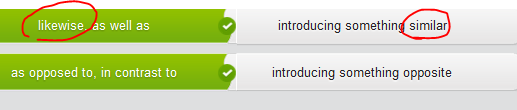 likewise, as well as introducing something similar
as opposed to, in contrast to introducing something opposite